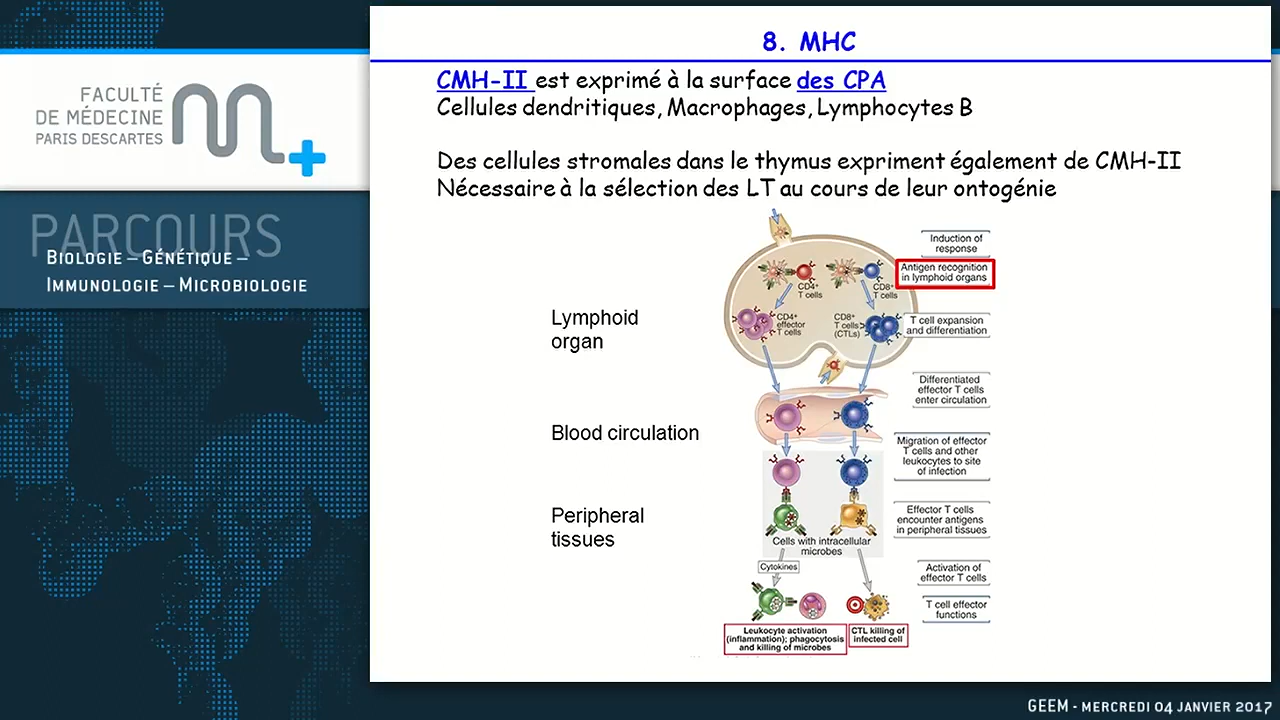 FACULTÉ
DE MÉDECINE
PARIS DESCARTES
PARCOURS
BIOLOGIE – GÉNÉTIQUE –
IMMUNOLOGIE – MICROBIOLOGIE
8. MHC
CMH-II est exprimé à la surface des CPA
Cellules dendritiques, Macrophages, Lymphocytes B
Des cellules stromales dans le thymus expriment également de CMH-II
Nécessaire à la sélection des LT au cours de leur ontogénie
Lymphoid
organ
Blood circulation
Peripheral
tissues
CD4+
T cells
CD8+
T cells
CD4+
effector
T cells
CD8+
T cells
(CTLs)
Cells with intracellular
microbes
Cytokines
Leukocyte activation
(inflammation); phagocytosis
and killing of microbes
CTL killing of
infected cell
Induction of
response
Antigen recognition
in lymphoid organs
T cell expansion
and differentiation
Differentiated
effector T cells
enter circulation
Migration of effector
T cells and other
leukocytes to site
of infection
Effector T cells
encounter antigens
in peripheral tissues
Activation of
effector T cells
T cell effector
functions
GEEM - MERCREDI 04 JANVIER 2017